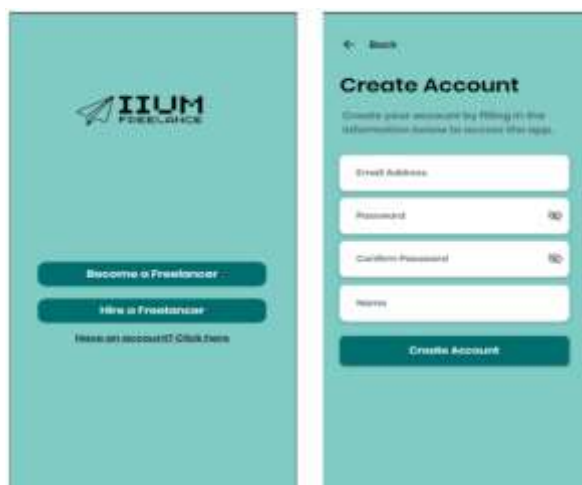 IIUM
FREELANCE
Become a Freelancer
Hire a Freelancer
Have an account? Click here
Back
Create Account
Create your account by filling in the
information below to access the app.
Email Address
Password
Confirm Password
Name
Create Account